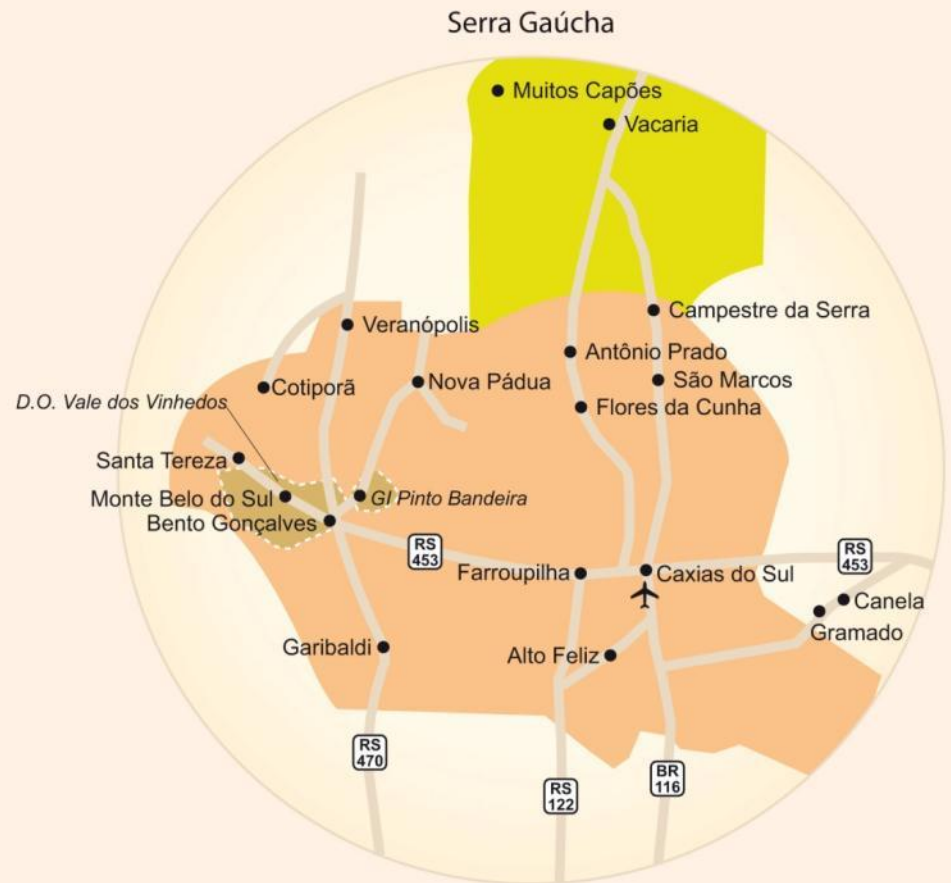 Serra Gaúcha
Muitos Capões
Vacaria
Campestre da Serra
Veranópolis
Antônio Prado
São Marcos
Nova Pádua
Cotiporã
D.O. Vale dos Vinhedos
Flores da Cunha
Santa Tereza
Monte Belo do Sul
GI Pinto Bandeira
Bento Gonçalves
RS
453
RS
453
Farroupilha
Caxias do Sul
Canela
Gramado
Garibaldi
Alto Feliz
RS
470
RS
122
BR
116